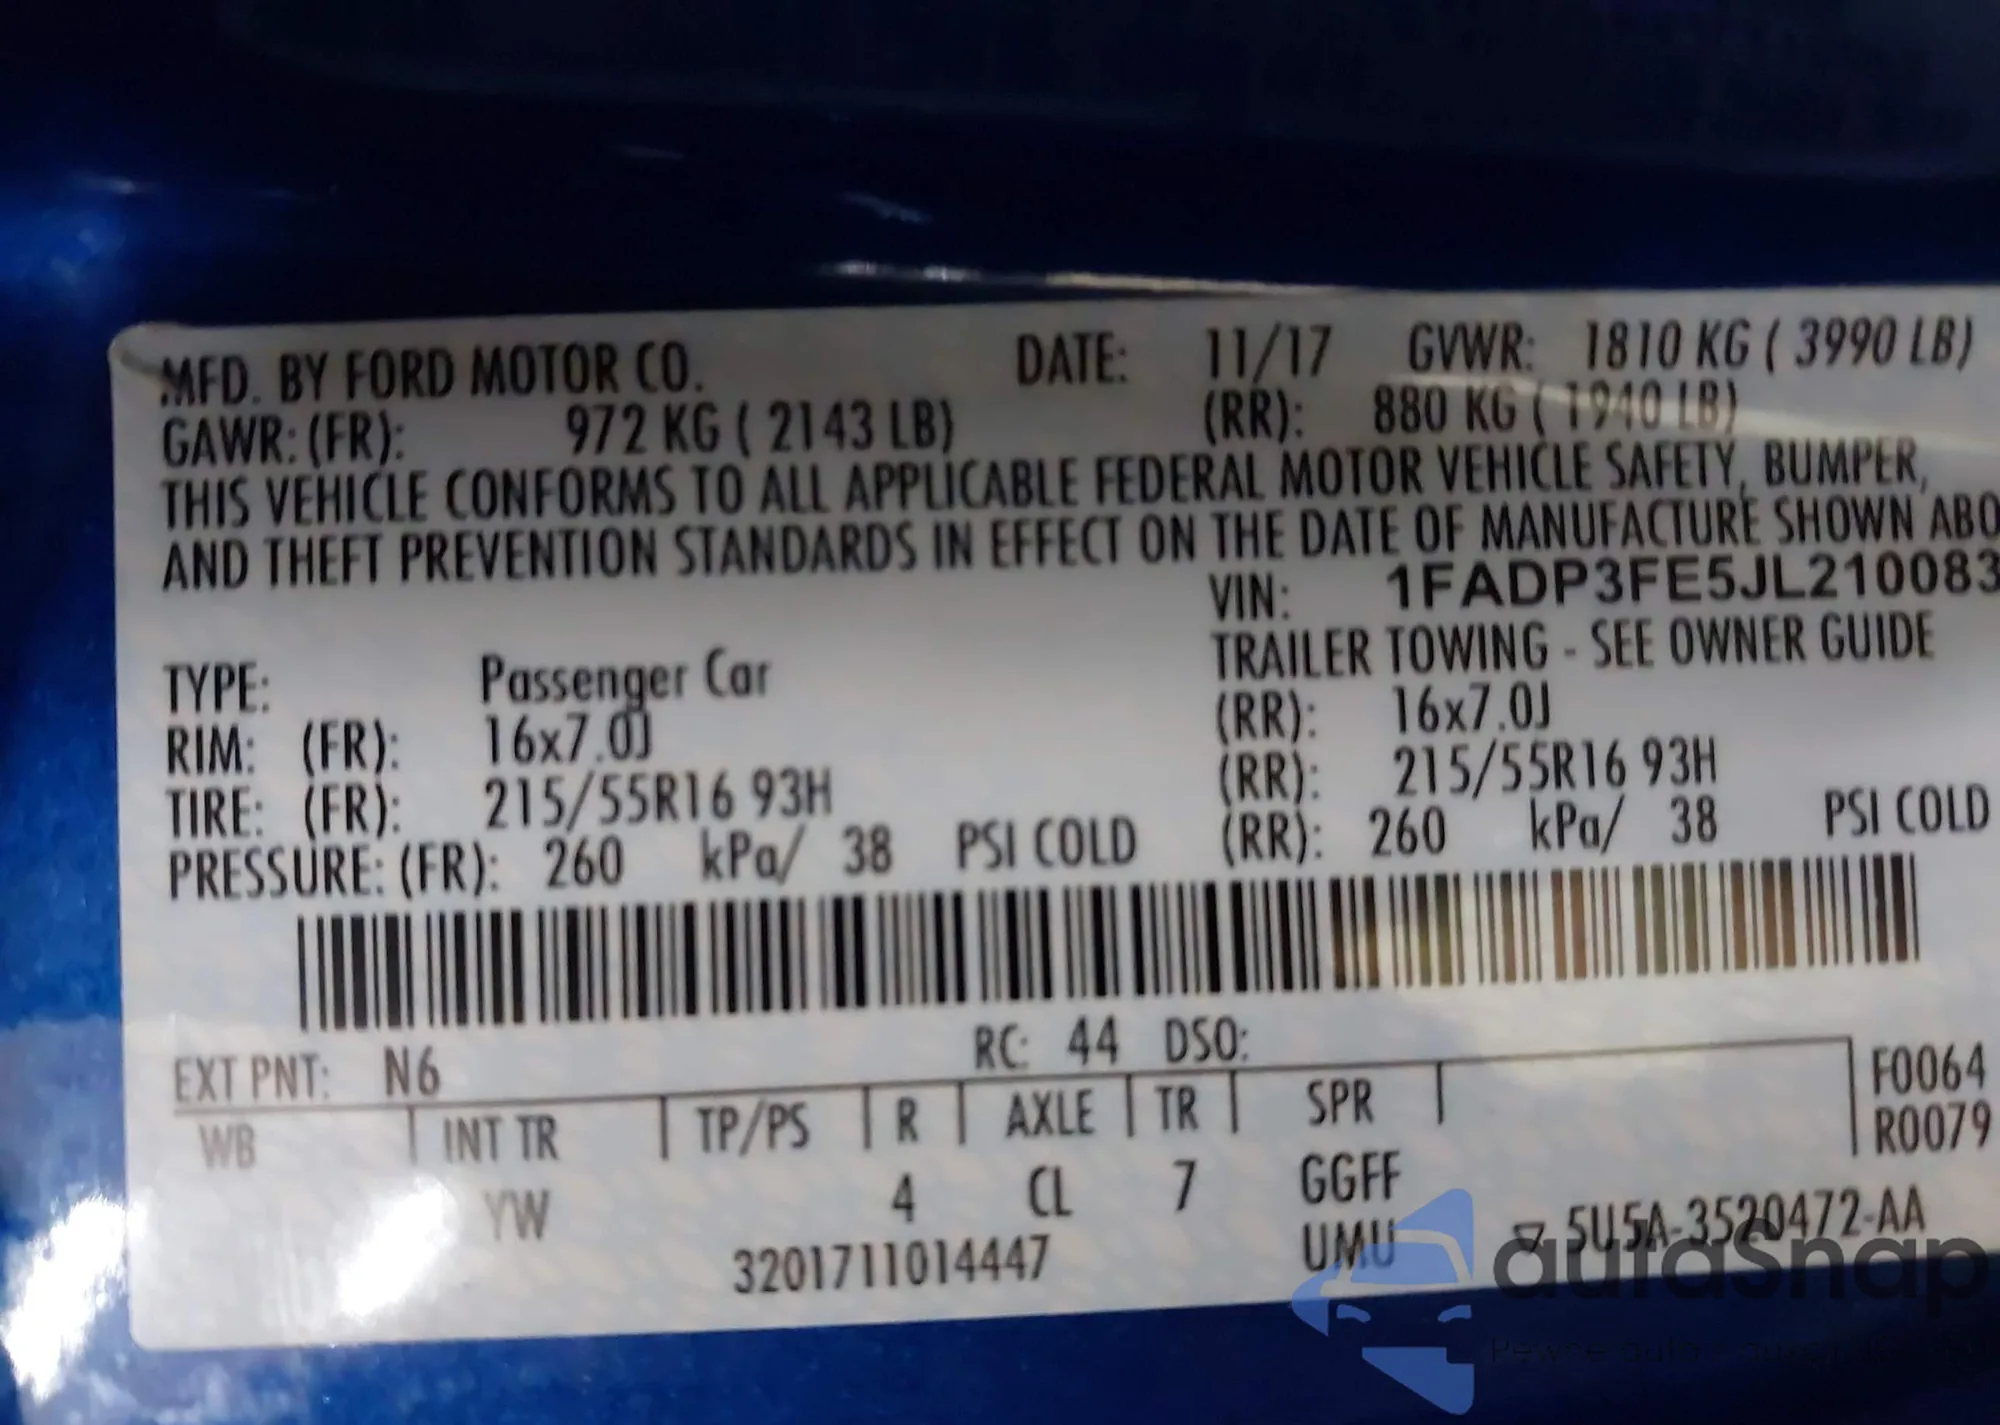 MFD. BY FORD MOTOR CO. DATE: 11/17 GVWR: 1810 KG ( 3990 LB)
GAWR: (FR): 972 KG ( 2143 LB) (RR): 880 KG ( 1940 LB)
THIS VEHICLE CONFORMS TO ALL APPLICABLE FEDERAL MOTOR VEHICLE SAFETY, BUMPER,
AND THEFT PREVENTION STANDARDS IN EFFECT ON THE DATE OF MANUFACTURE SHOWN ABO
VIN: 1FADP3FE5JL210083
TYPE: Passenger Car TRAILER TOWING - SEE OWNER GUIDE
RIM: (FR): 16x7.0J (RR): 16x7.0J
TIRE: (FR): 215/55R16 93H (RR): 215/55R16 93H
PRESSURE: (FR): 260 kPa/ 38 PSI COLD (RR): 260 kPa/ 38 PSI COLD
EXT PNT: N6 RC: 44 DSO: F0064
WB INT TR TP/PS R AXLE TR SPR R0079
YW 4 CL 7 GGFF
3201711014447 UMU 5U5A-3520472-AA
autaSnap